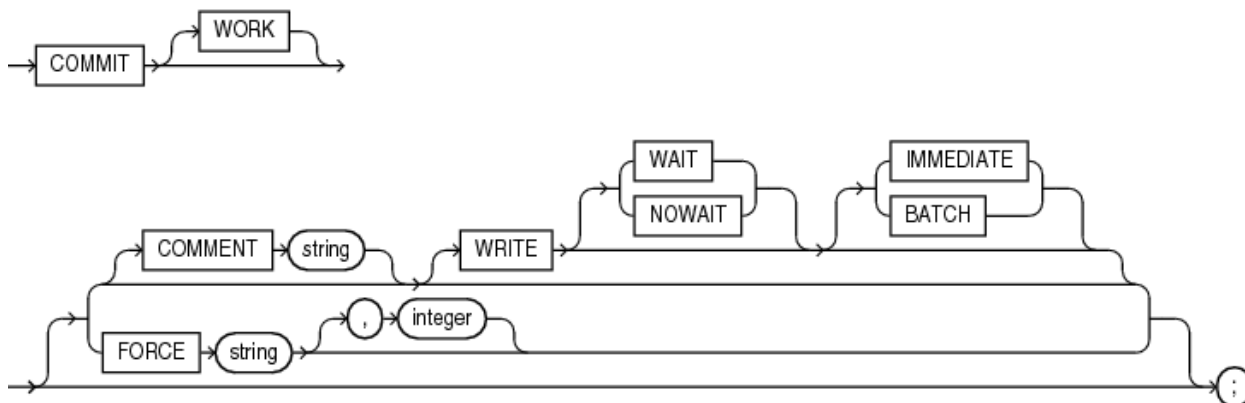 WORK
COMMIT
WAIT
IMMEDIATE
NOWAIT
BATCH
COMMENT string WRITE
, integer
FORCE string
;